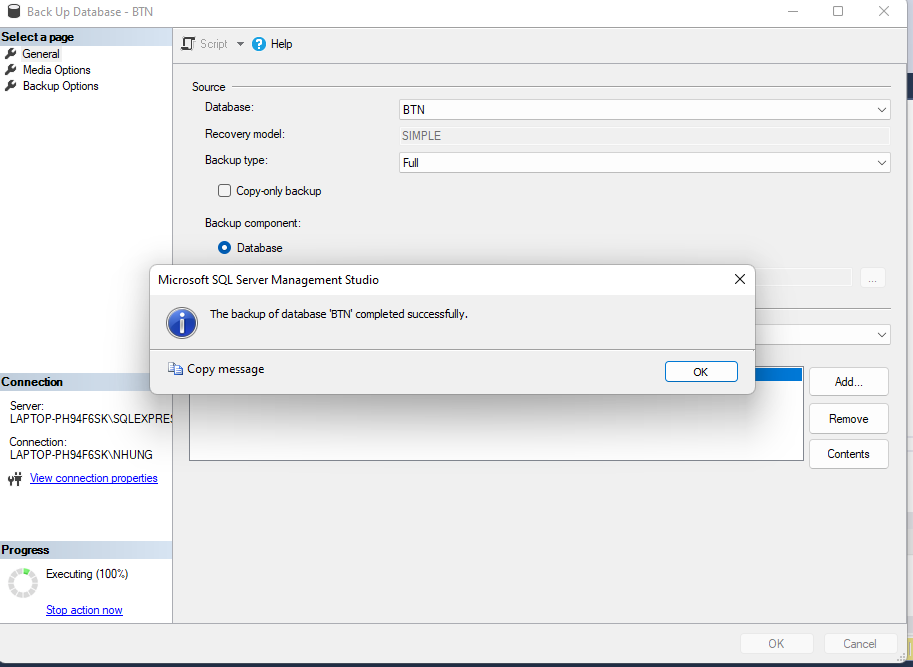 Back Up Database - BTN
Select a page
General
Media Options
Backup Options
Script
Help
Source
Database:
BTN
Recovery model:
SIMPLE
Backup type:
Full
Copy-only backup
Backup component:
Database
...
Microsoft SQL Server Management Studio
The backup of database 'BTN' completed successfully.
Copy message
OK
Add...
Remove
Contents
Connection
Server:
LAPTOP-PH94F6SK\SQLEXPRES
Connection:
LAPTOP-PH94F6SK\NHUNG
View connection properties
Progress
Executing (100%)
Stop action now
OK
Cancel